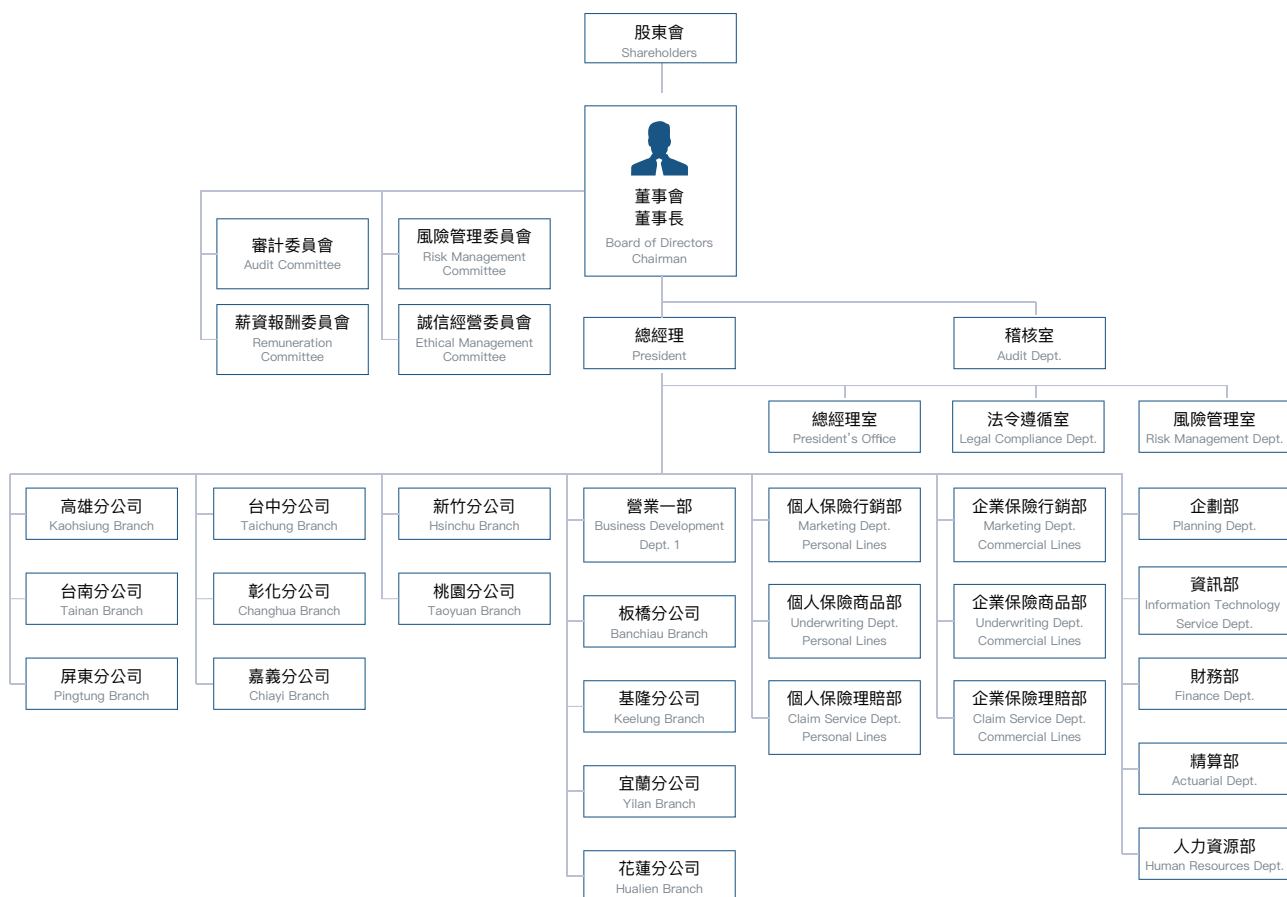 股東會
Shareholders
董事會
董事長
Board of Directors
Chairman
審計委員會
Audit Committee
風險管理委員會
Risk Management
Committee
薪資報酬委員會
Remuneration
Committee
誠信經營委員會
Ethical Management
Committee
總經理
President
稽核室
Audit Dept.
總經理室
President's Office
法令遵循室
Legal Compliance Dept.
風險管理室
Risk Management Dept.
高雄分公司
Kaohsiung Branch
台南分公司
Tainan Branch
屏東分公司
Pingtung Branch
台中分公司
Taichung Branch
彰化分公司
Changhua Branch
嘉義分公司
Chiayi Branch
新竹分公司
Hsinchu Branch
桃園分公司
Taoyuan Branch
營業一部
Business Development
Dept. 1
板橋分公司
Banchiau Branch
基隆分公司
Keelung Branch
宜蘭分公司
Yilan Branch
花蓮分公司
Hualien Branch
個人保險行銷部
Marketing Dept.
Personal Lines
個人保險商品部
Underwriting Dept.
Personal Lines
個人保險理賠部
Claim Service Dept.
Personal Lines
企業保險行銷部
Marketing Dept.
Commercial Lines
企業保險商品部
Underwriting Dept.
Commercial Lines
企業保險理賠部
Claim Service Dept.
Commercial Lines
企劃部
Planning Dept.
資訊部
Information Technology
Service Dept.
財務部
Finance Dept.
精算部
Actuarial Dept.
人力資源部
Human Resources Dept.